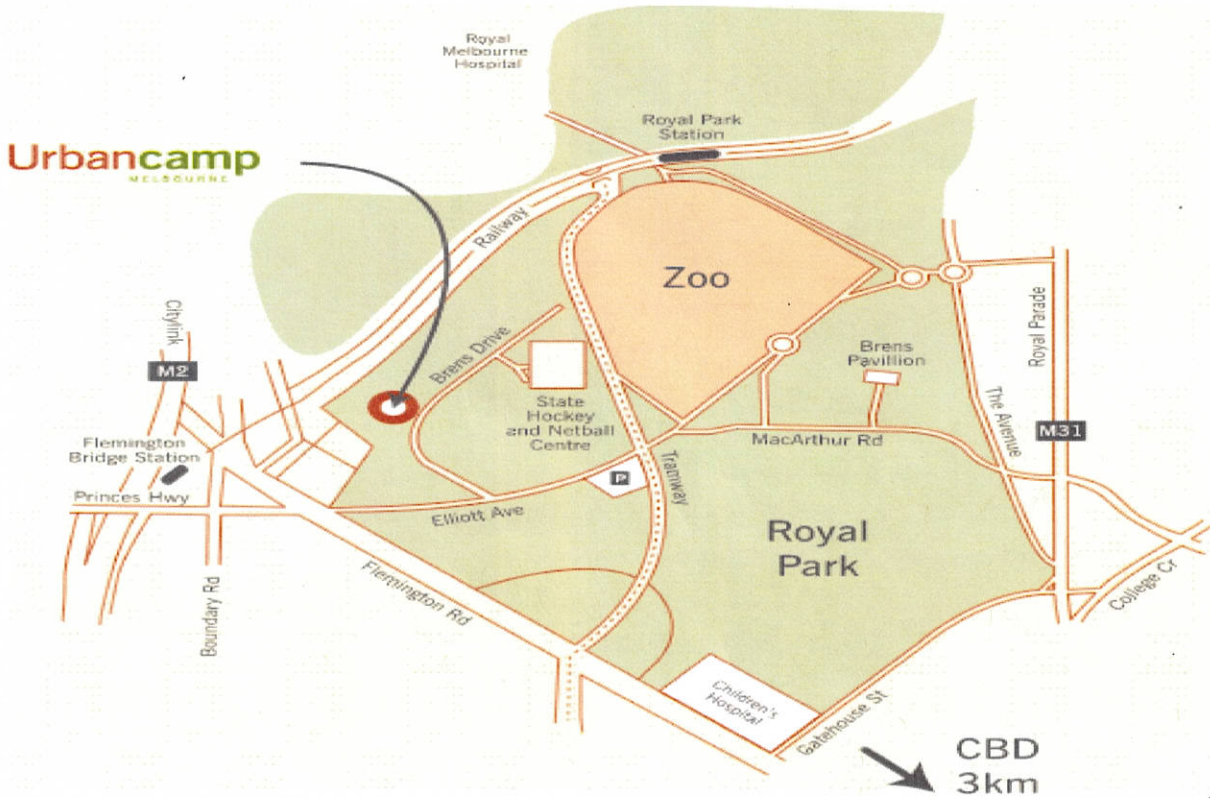 Royal
Melbourne
Hospital
Royal Park
Station
Urbancamp
MELBOURNE
Railway
Zoo
Citylink
M2
Brens Drive
Royal Parade
Brens
Pavillion
State
Hockey
and Netball
Centre
The Avenue
M31
MacArthur Rd
Flemington
Bridge Station
P
Tramway
Princes Hwy
Elliott Ave
Royal
Park
Flemington Rd
Boundary Rd
College Cr
Children's
Hospital
Gatehouse St
CBD
3km